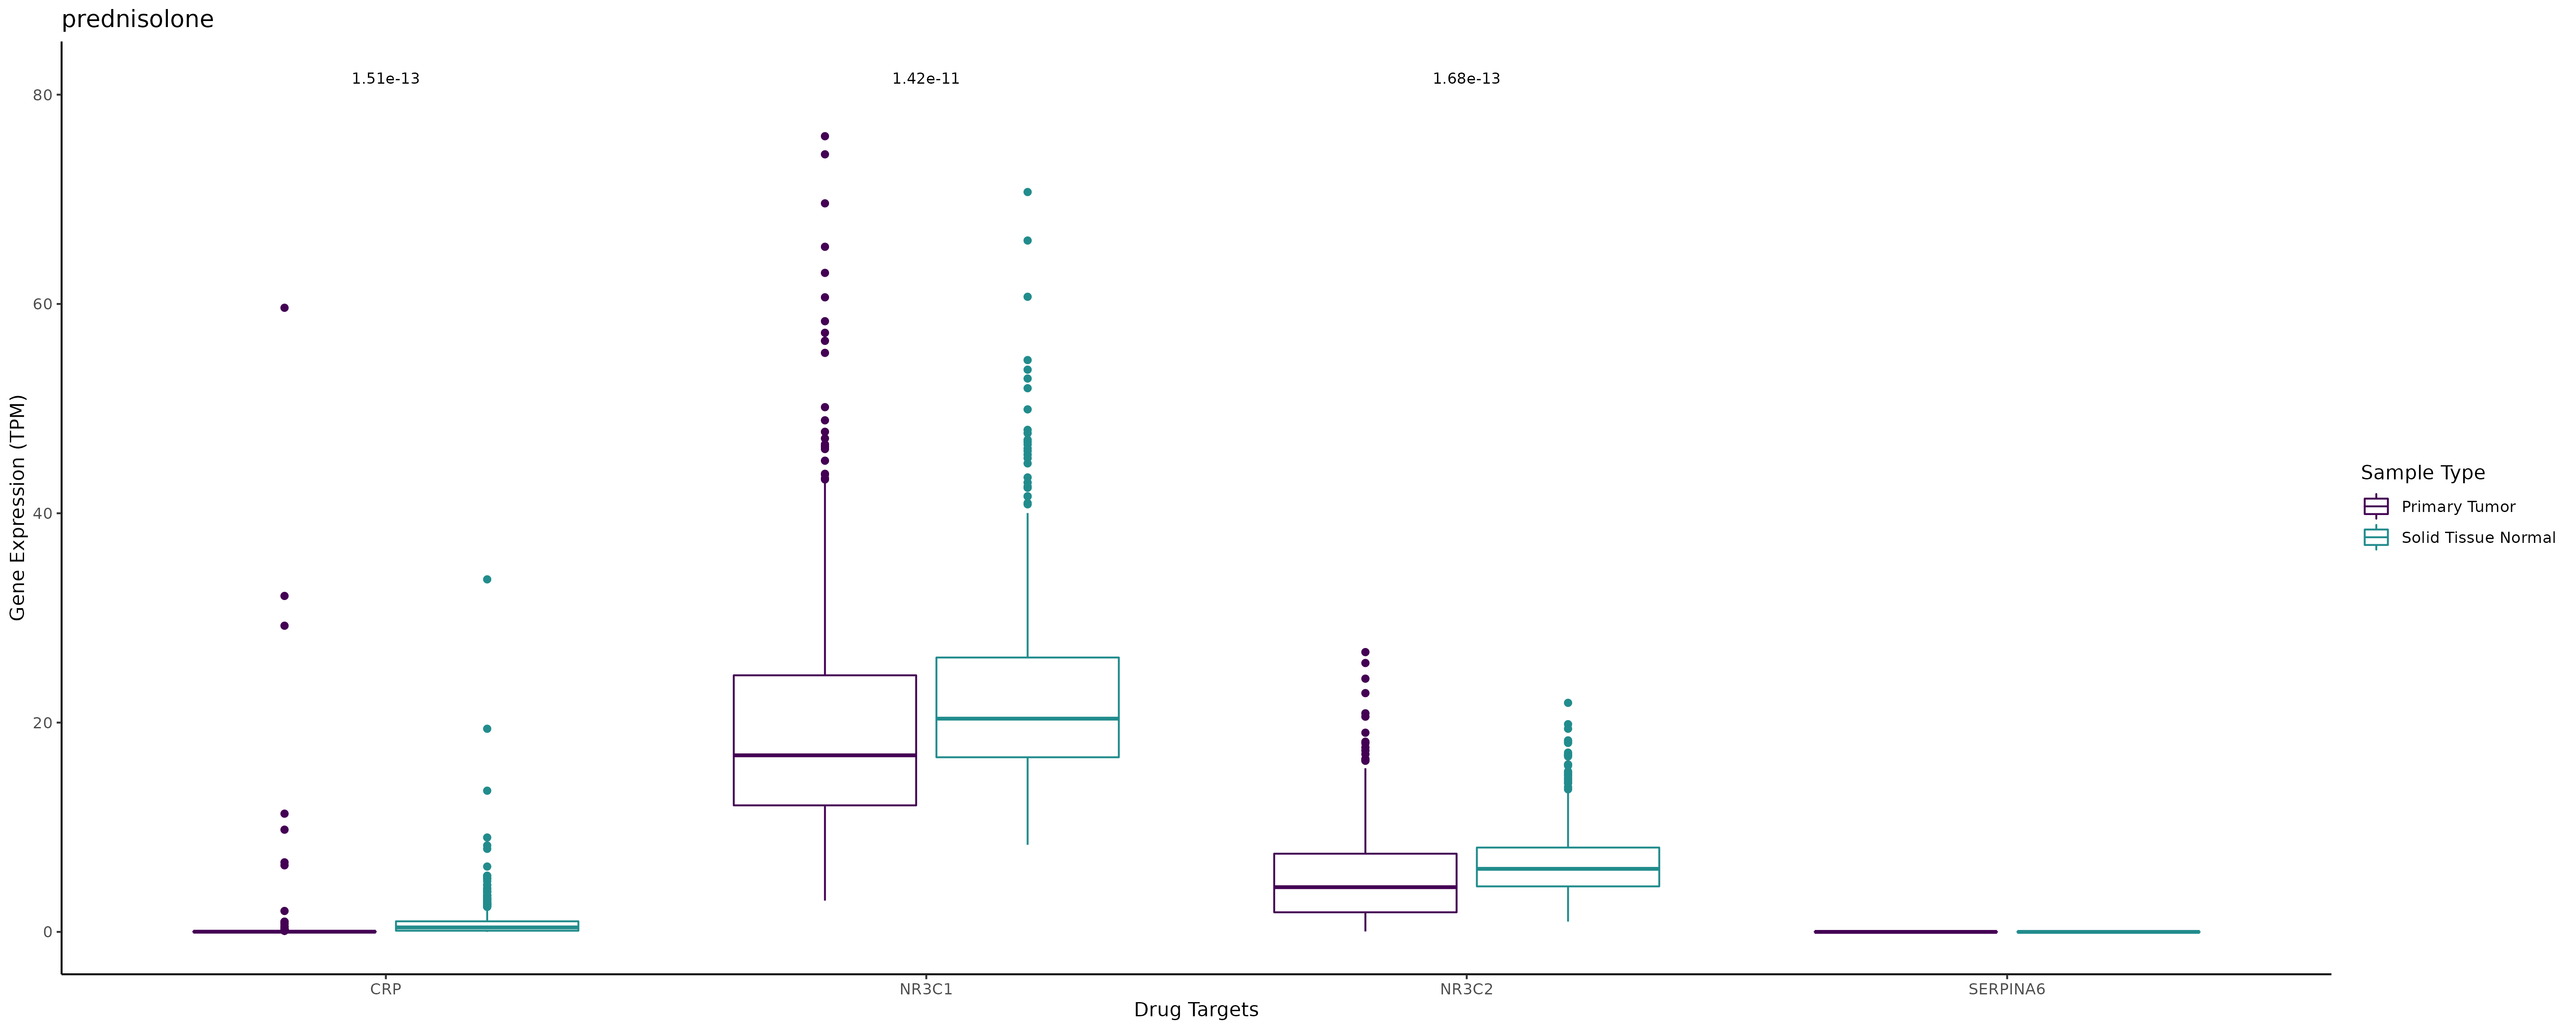 prednisolone
1.51e-13 1.42e-11 1.68e-13
80
60
40
20
0
Gene Expression (TPM)
CRP NR3C1 NR3C2 SERPINA6
Drug Targets
Sample Type
Primary Tumor
Solid Tissue Normal